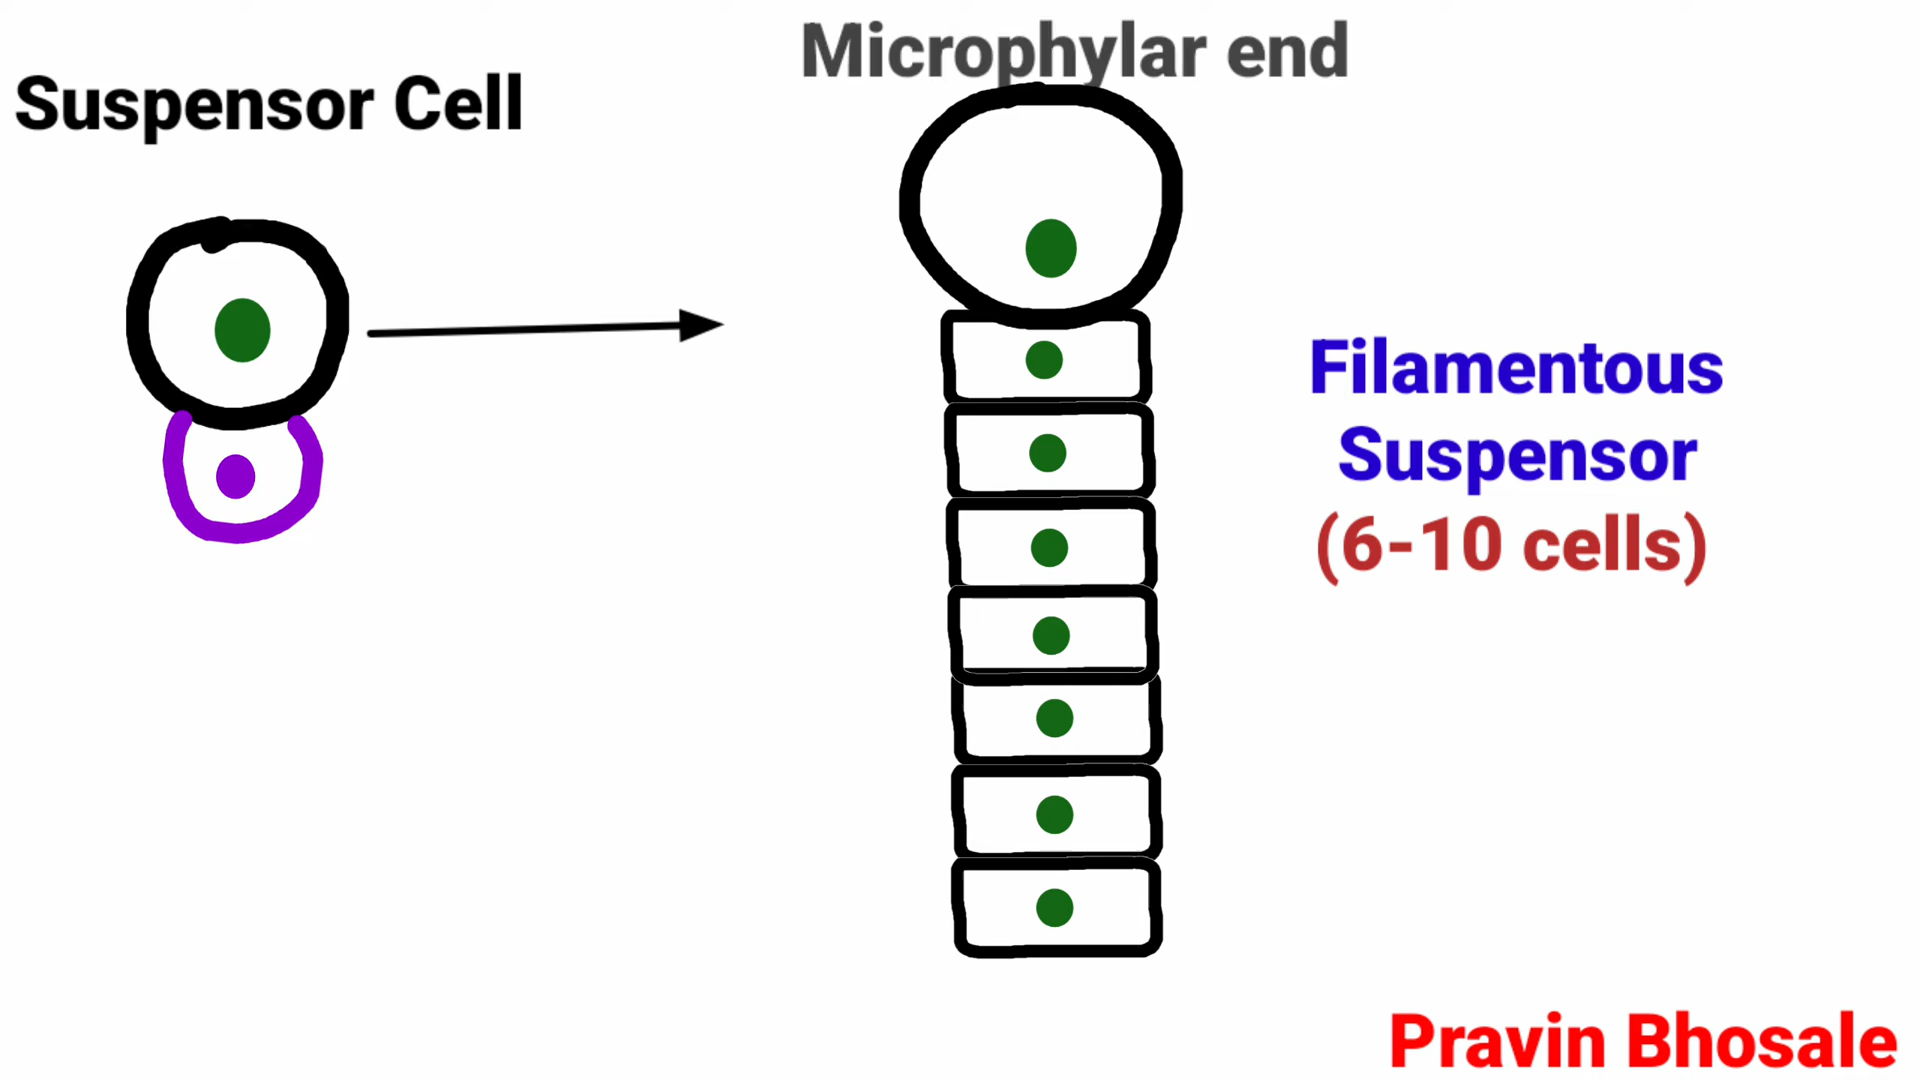 Suspensor Cell
Microphylar end
Filamentous
Suspensor
(6-10 cells)
Pravin Bhosale